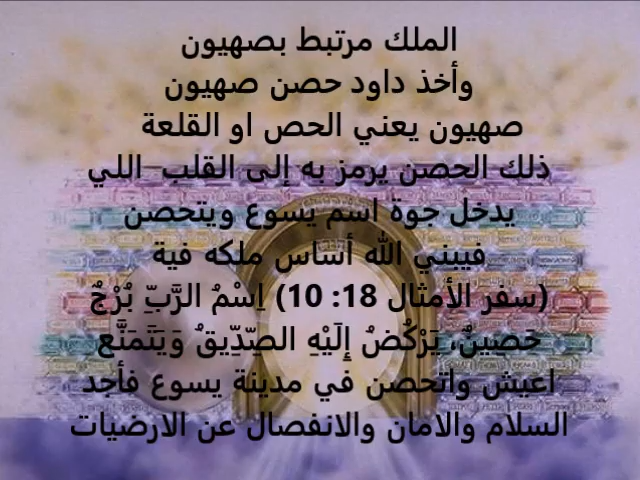 الملك مرتبط بصهيون
وأخذ داود حصن صهيون
صهيون يعني الحص او القلعة
ذلك الحصن يرمز به إلى القلب اللي
يدخل جوة اسم يسوع ويتحصن
فيبني الله أساس ملكه فية
(سفر الأمثال 18: 10) اِسْمُ الرَّبِّ بُرْجٌ
حَصِينٌ، يَرْكُضُ إِلَيْهِ الصِّدِّيقُ وَيَتَمَنَّع
اعيش واتحصن في مدينة يسوع فأجد
السلام والامان والانفصال عن الارضيات